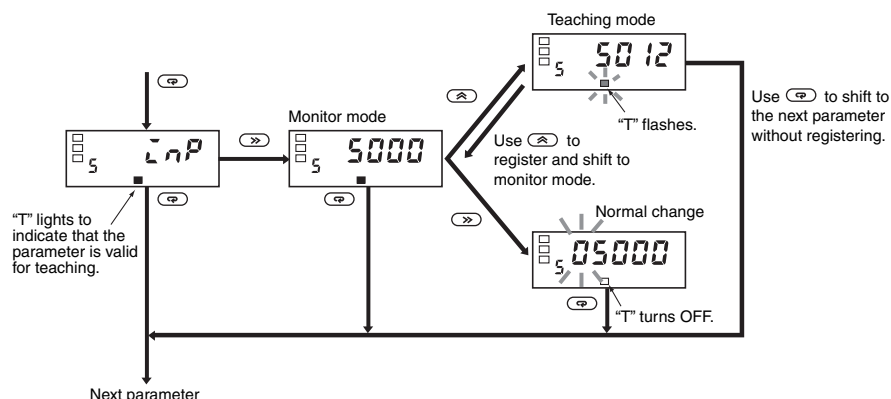 Teaching mode
S 5012
"T" flashes.
Use to shift to
the next parameter
without registering.
Monitor mode
S inP
S 5000
Use to
register and shift to
monitor mode.
"T" lights to
indicate that the
parameter is valid
for teaching.
Normal change
S 05000
"T" turns OFF.
Next parameter